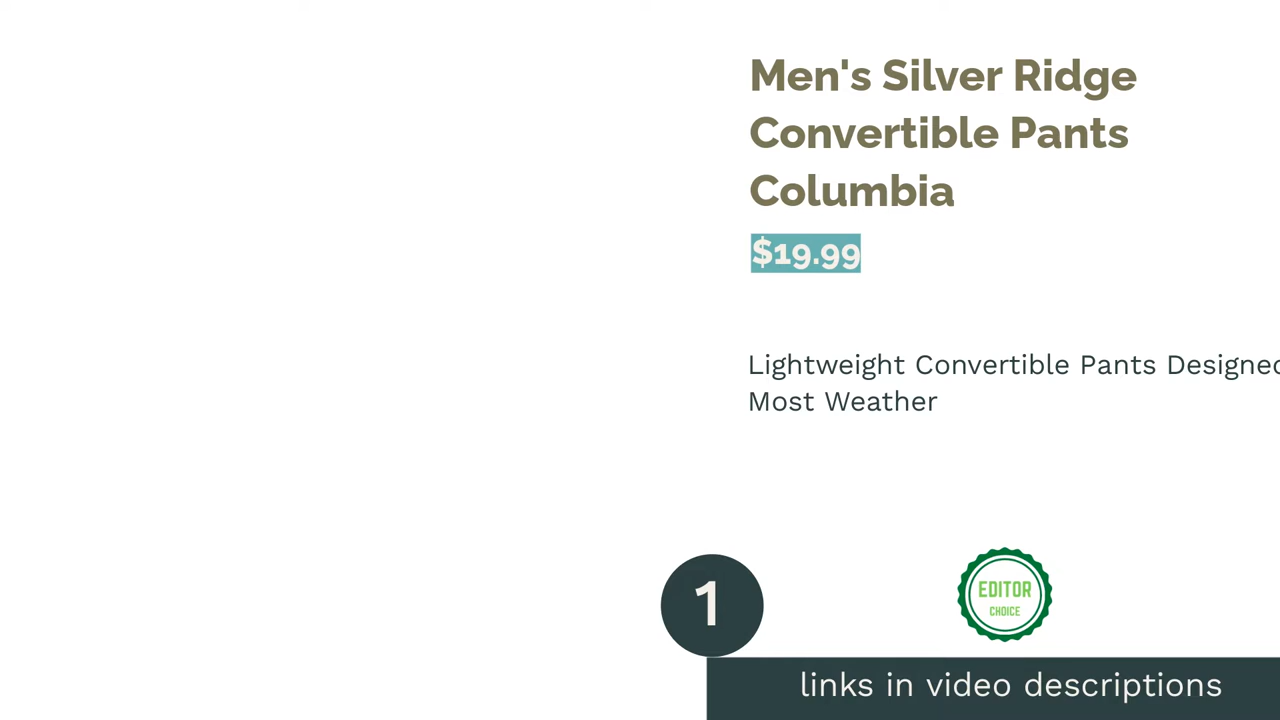 Men's Silver Ridge
Convertible Pants
Columbia
$19.99
Lightweight Convertible Pants Designed
Most Weather
1
EDITOR
CHOICE
links in video descriptions